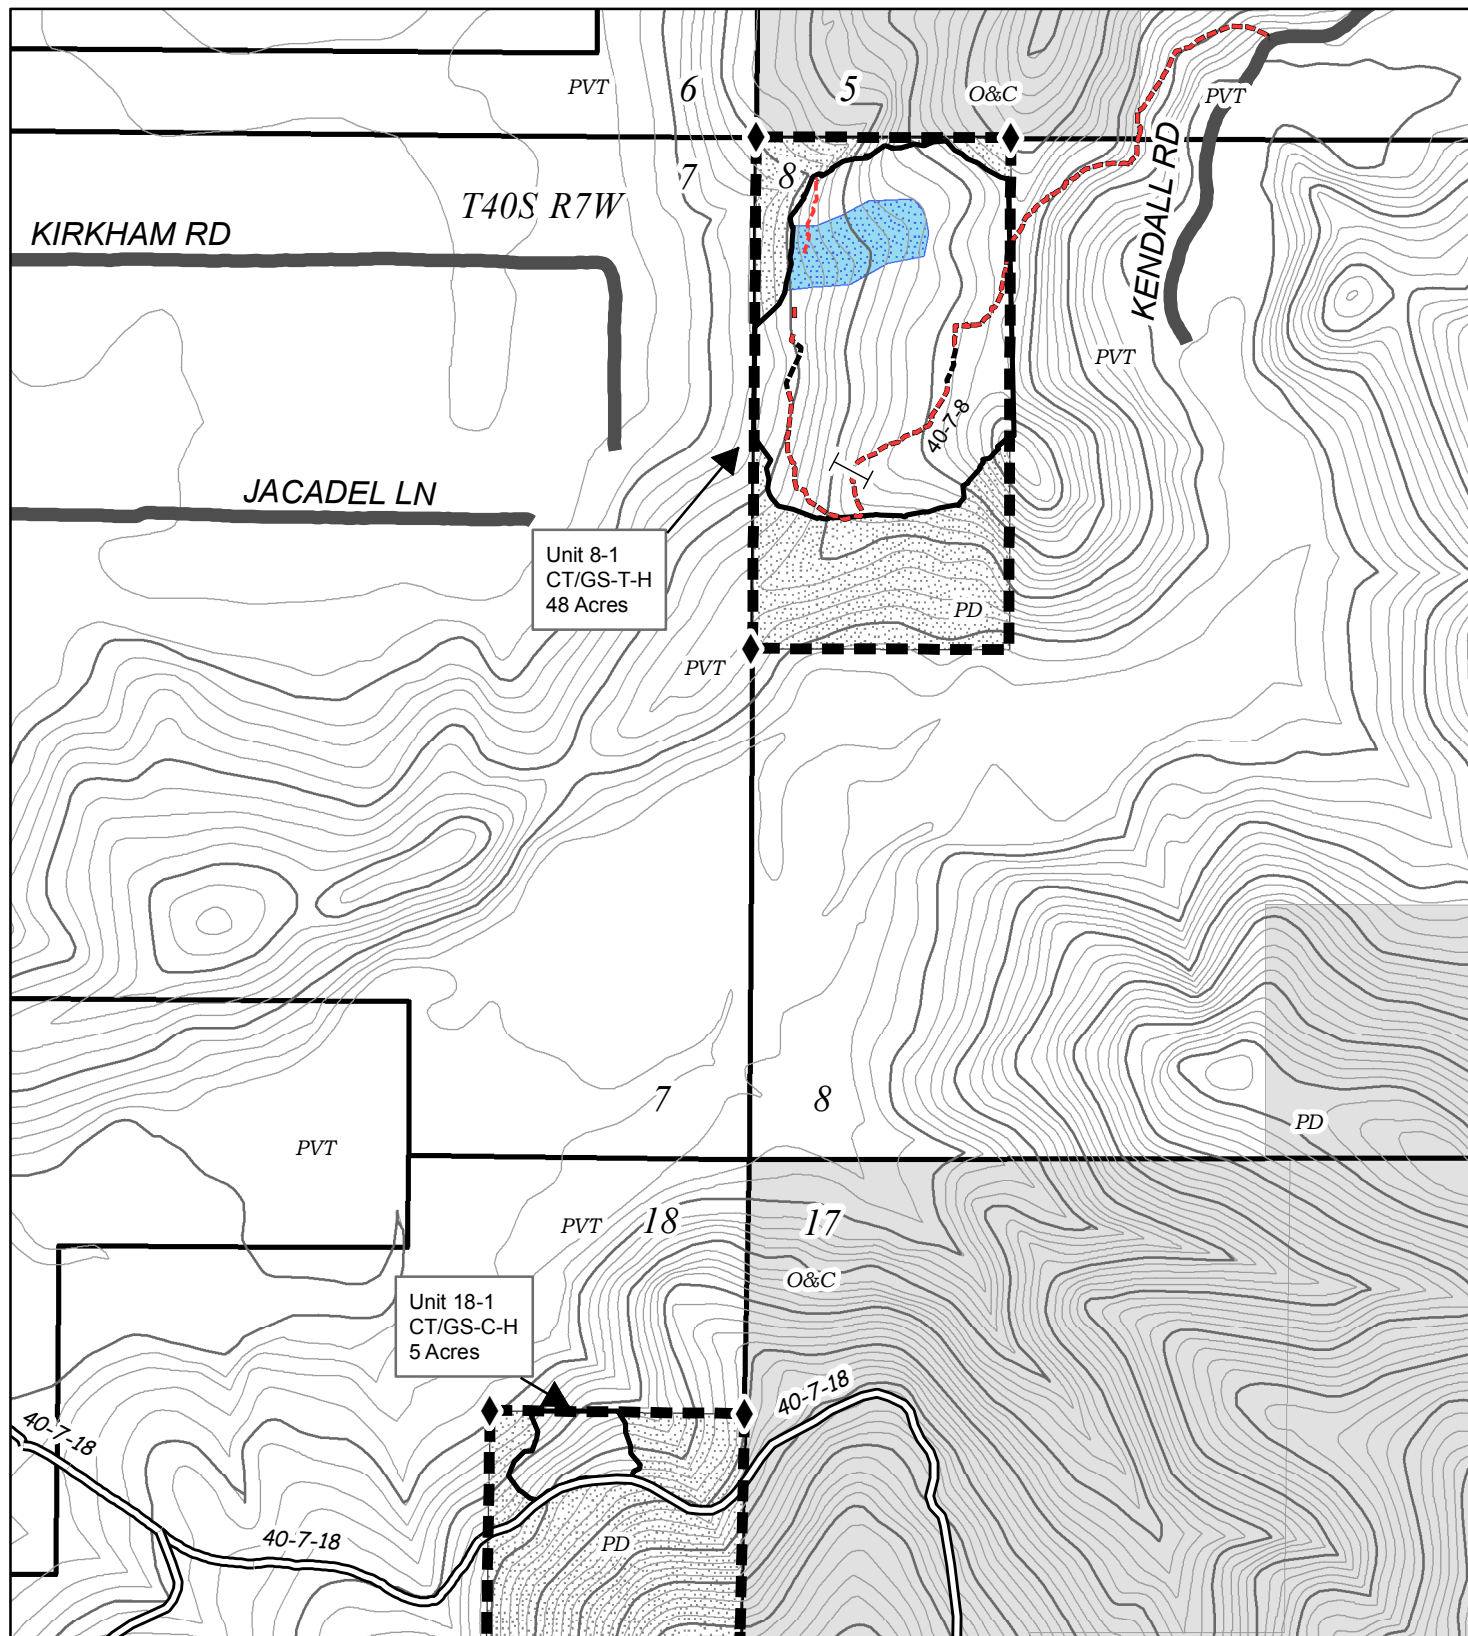 PVT
6
5
O&C
PVT
7
8
T40S R7W
KIRKHAM RD
KENDALL RD
PVT
40-7-8
JACADEL LN
Unit 8-1
CT/GS-T-H
48 Acres
PD
PVT
7
8
PD
PVT
PVT
18
17
O&C
Unit 18-1
CT/GS-C-H
5 Acres
40-7-18
40-7-18
40-7-18
PD